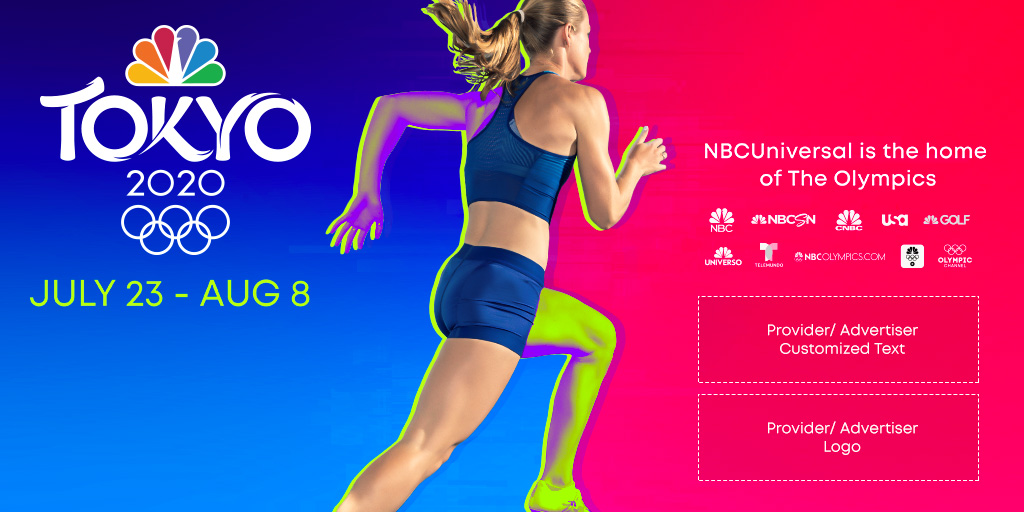 TOKYO
2020
JULY 23 - AUG 8
NBCUniversal is the home
of The Olympics
NBC
NBCSN
CNBC
USA
GOLF
UNIVERSO
TELEMUNDO
NBCOLYMPICS.COM
OLYMPIC
CHANNEL
Provider/ Advertiser
Customized Text
Provider/ Advertiser
Logo